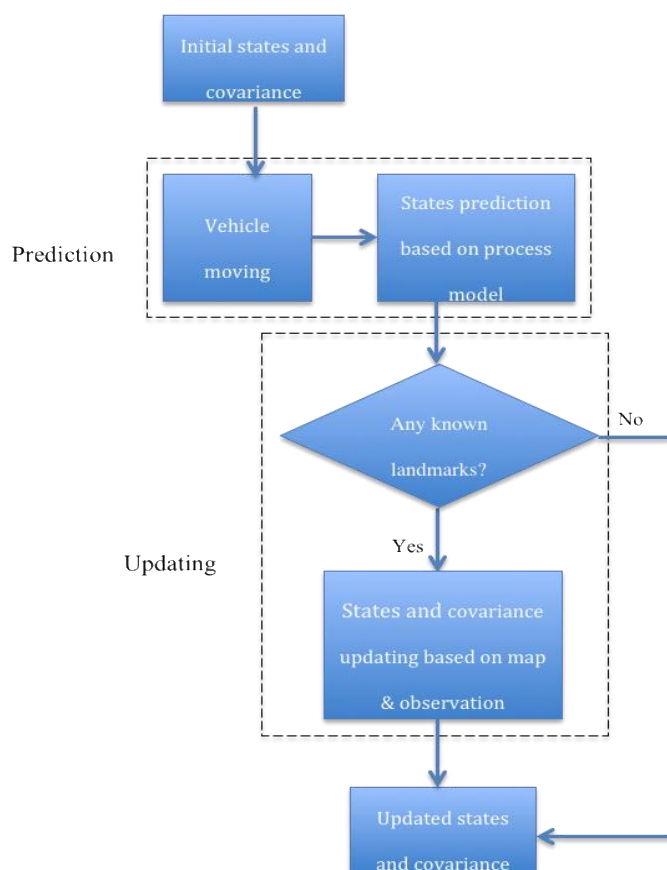 Initial states and
covariance
Prediction
Vehicle
moving
States prediction
based on process
model
Any known
landmarks?
No
Yes
Updating
States and covariance
updating based on map
& observation
Updated states
and covariance